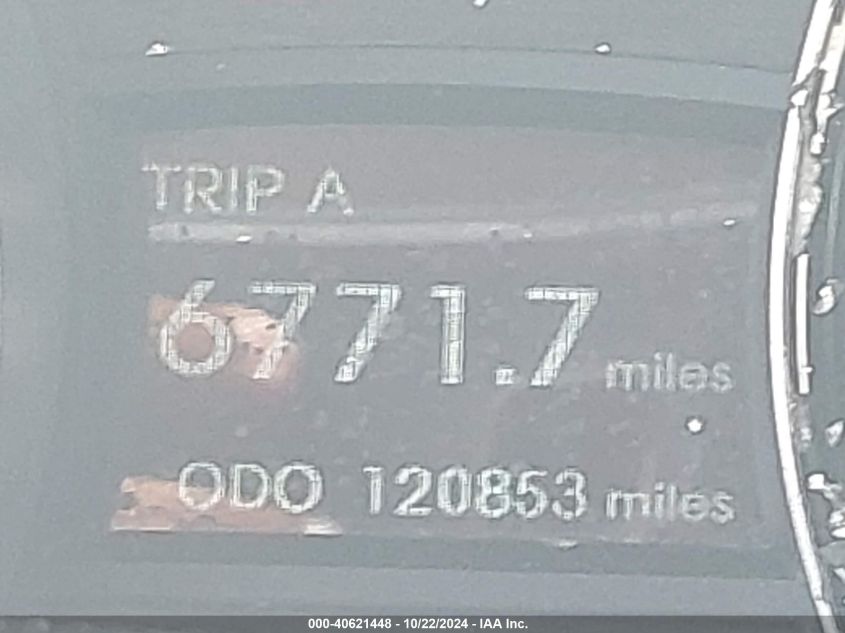 TRIP A
6771.7 miles
ODO 120853 miles
000-40621448 - 10/22/2024 - IAA Inc.